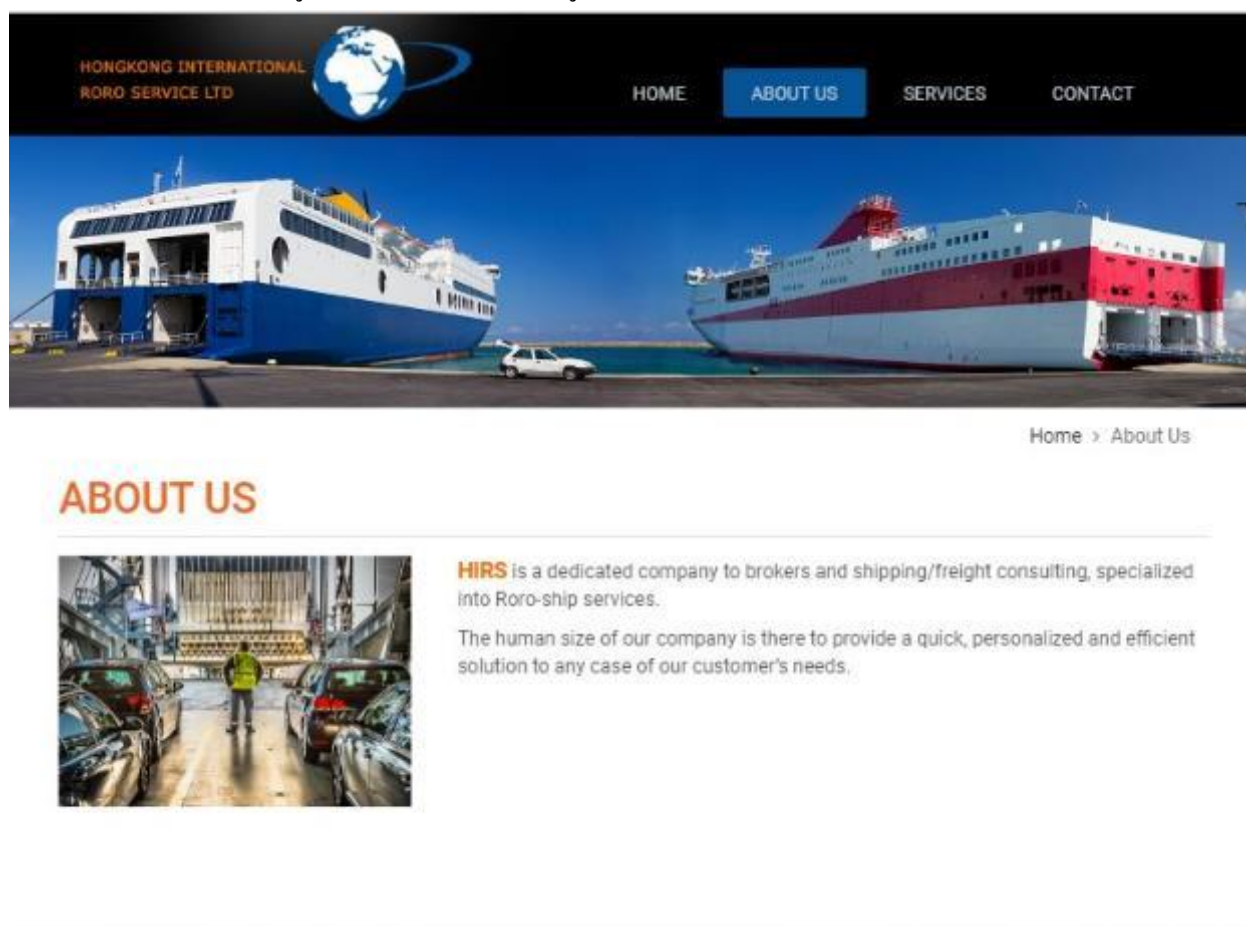 HONGKONG INTERNATIONAL
RORO SERVICE LTD
HOME
ABOUT US
SERVICES
CONTACT
Home > About Us
ABOUT US
HIRS is a dedicated company to brokers and shipping/freight consulting, specialized
into Roro-ship services.
The human size of our company is there to provide a quick, personalized and efficient
solution to any case of our customer's needs.